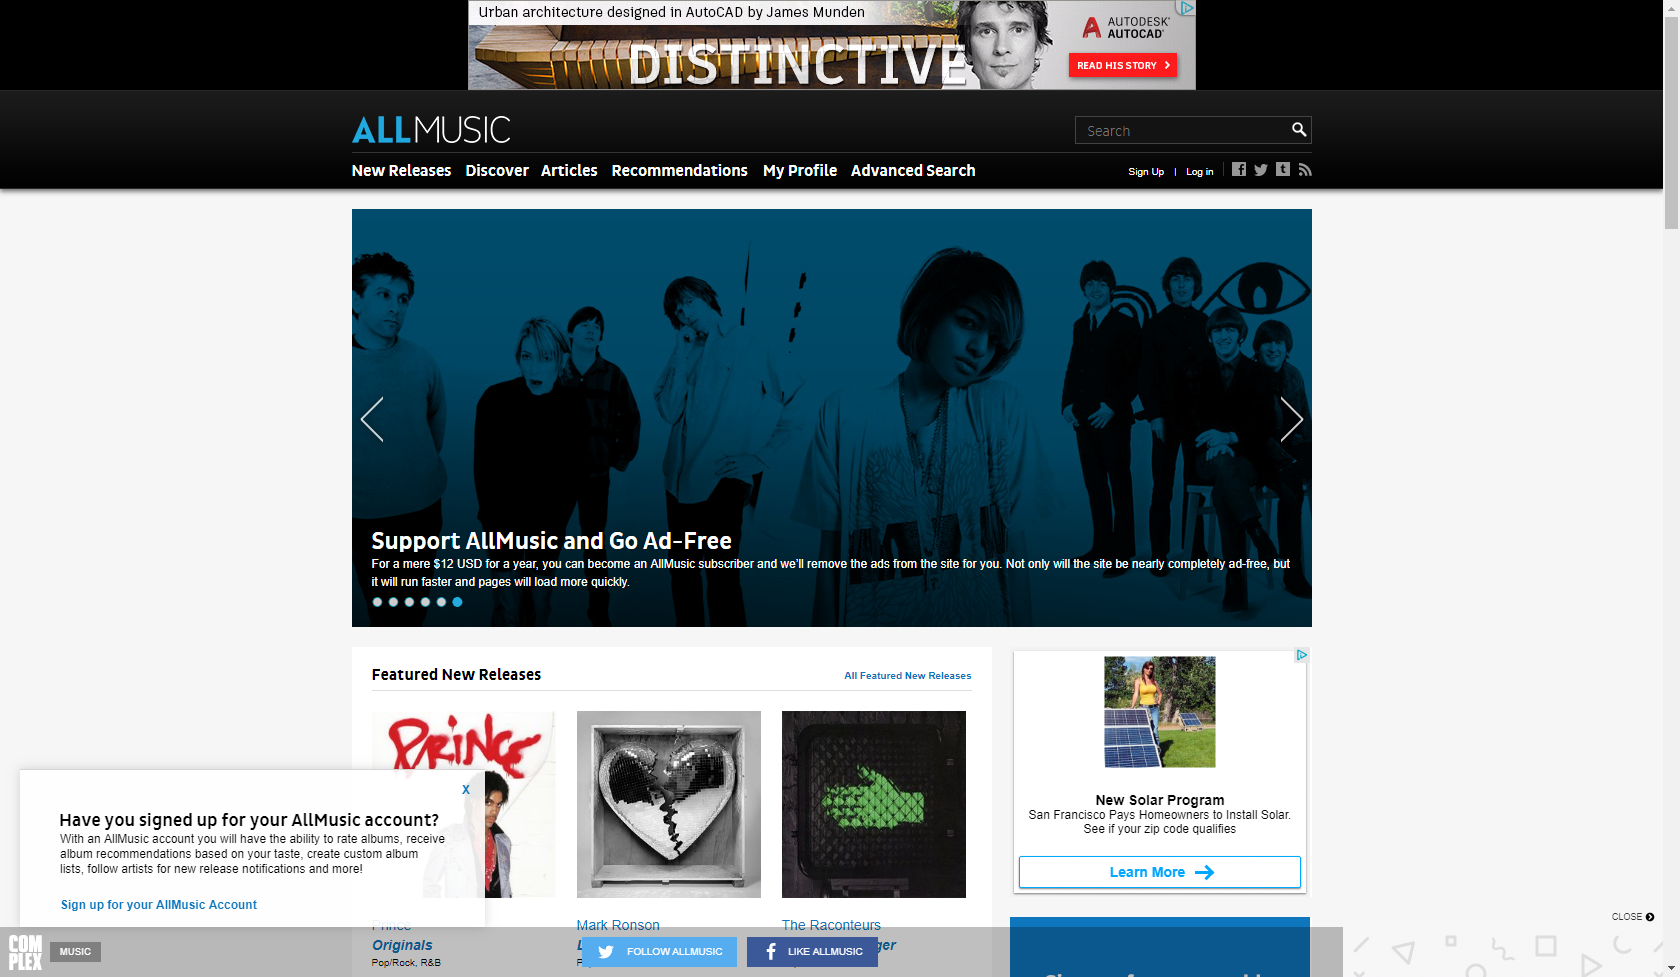 Urban architecture designed in AutoCAD by James Munden
DISTINCTIVE
AUTODESK®
AUTOCAD®
READ HIS STORY
ALLMUSIC
Search
New Releases Discover Articles Recommendations My Profile Advanced Search
Sign Up | Log in
Support AllMusic and Go Ad-Free
For a mere $12 USD for a year, you can become an AllMusic subscriber and we'll remove the ads from the site for you. Not only will the site be nearly completely ad-free, but
it will run faster and pages will load more quickly.
Featured New Releases
All Featured New Releases
PRINCE
New Solar Program
San Francisco Pays Homeowners to Install Solar.
See if your zip code qualifies
Learn More
X
Have you signed up for your AllMusic account?
With an AllMusic account you will have the ability to rate albums, receive
album recommendations based on your taste, create custom album
lists, follow artists for new release notifications and more!
Sign up for your AllMusic Account
Prince
Originals
Pop/Rock, R&B
Mark Ronson
The Raconteurs
CLOSE
COM
PLEX
MUSIC
FOLLOW ALLMUSIC
LIKE ALLMUSIC